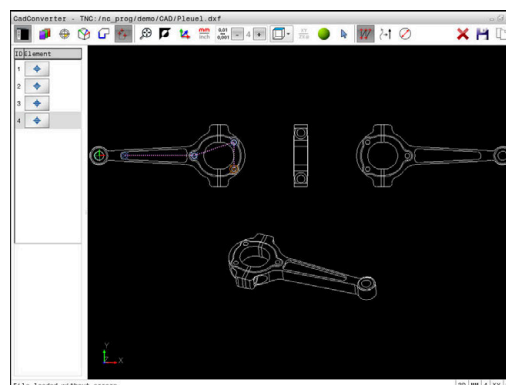 CadConverter - TNC:/nc_prog/demo/CAD/Pleuel.dxf
mm
inch
0,01
0,001
4
ID Element
1
2
3
4
Y
Z
X
File loaded without